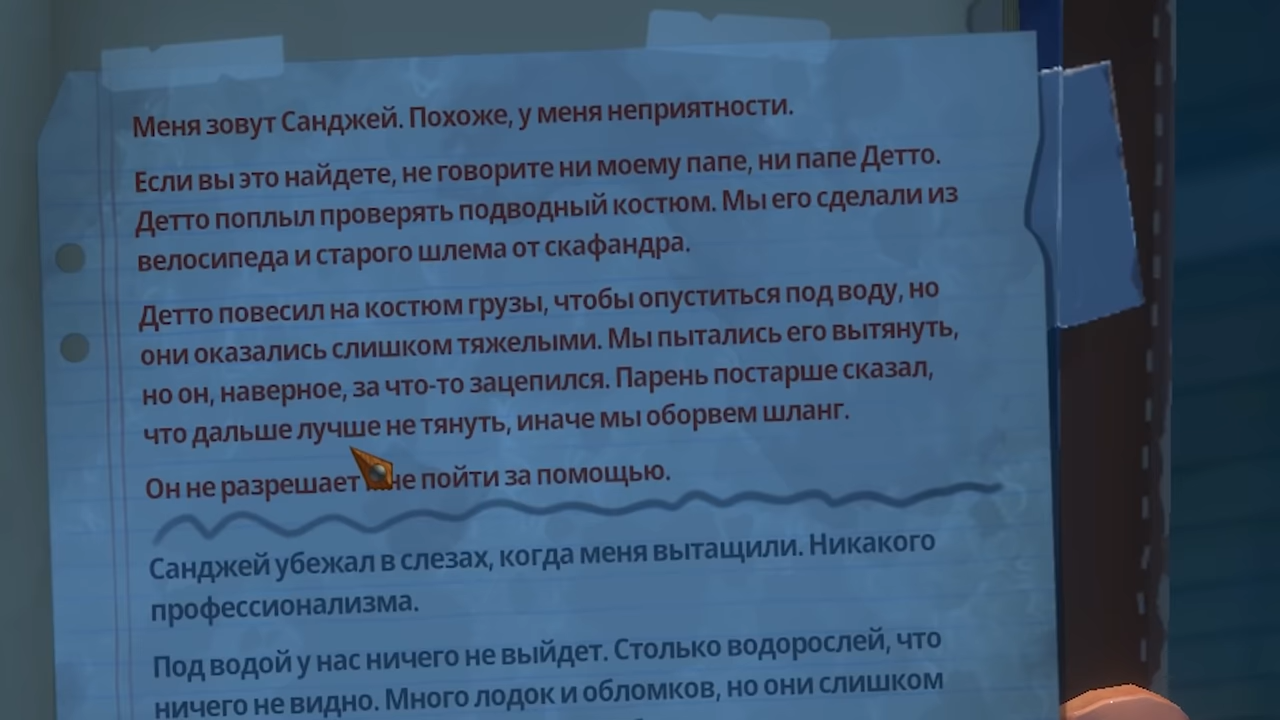 Меня зовут Санджей. Похоже, у меня неприятности.
Если вы это найдете, не говорите ни моему папе, ни папе Детто.
Детто поплыл проверять подводный костюм. Мы его сделали из
велосипеда и старого шлема от скафандра.
Детто повесил на костюм грузы, чтобы опуститься под воду, но
они оказались слишком тяжелыми. Мы пытались его вытянуть,
но он, наверное, за что-то зацепился. Парень постарше сказал,
что дальше лучше не тянуть, иначе мы оборвем шланг.
Он не разрешает мне пойти за помощью.
Санджей убежал в слезах, когда меня вытащили. Никакого
профессионализма.
Под водой у нас ничего не выйдет. Столько водорослей, что
ничего не видно. Много лодок и обломков, но они слишком